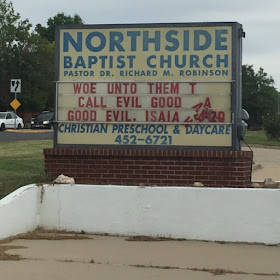 NORTHSIDE
BAPTIST CHURCH
PASTOR DR. RICHARD M. ROBINSON
WOE UNTO THEM T
CALL EVIL GOOD A
GOOD EVIL. ISAIA 20
CHRISTIAN PRESCHOOL & DAYCARE
452-6721